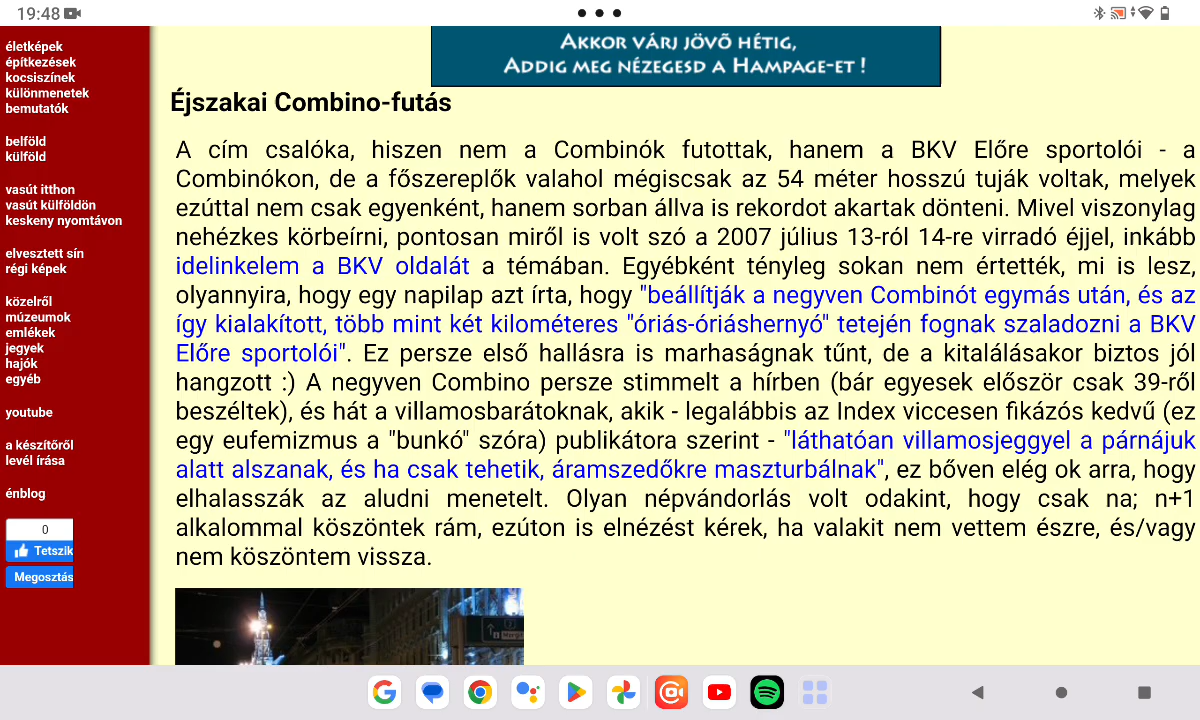 19:48
életképek
építkezések
kocsiszínek
különmenetek
bemutatók
belföld
külföld
vasút itthon
vasút külföldön
keskeny nyomtávon
elvesztett sín
régi képek
közelről
múzeumok
emlékek
jegyek
hajók
egyéb
youtube
a készítőről
levél írása
énblog
0
Tetszik
Megosztás
Akkor várj jövõ hétig,
Addig meg nézegesd a Hampage-et !
Éjszakai Combino-futás
A cím csalóka, hiszen nem a Combinók futottak, hanem a BKV Előre sportolói - a
Combinókon, de a főszereplők valahol mégiscsak az 54 méter hosszú tuják voltak, melyek
ezúttal nem csak egyenként, hanem sorban állva is rekordot akartak dönteni. Mivel viszonylag
nehézkes körbeírni, pontosan miről is volt szó a 2007 július 13-ról 14-re virradó éjjel, inkább
idelinkelem a BKV oldalát a témában. Egyébként tényleg sokan nem értették, mi is lesz,
olyannyira, hogy egy napilap azt írta, hogy "beállítják a negyven Combinót egymás után, és az
így kialakított, több mint két kilométeres "óriás-óriáshernyó" tetején fognak szaladozni a BKV
Előre sportolói". Ez persze első hallásra is marhaságnak tűnt, de a kitalálásakor biztos jól
hangzott :) A negyven Combino persze stimmelt a hírben (bár egyesek először csak 39-ről
beszéltek), és hát a villamosbarátoknak, akik - legalábbis az Index viccesen fikázós kedvű (ez
egy eufemizmus a "bunkó" szóra) publikátora szerint - "láthatóan villamosjeggyel a párnájuk
alatt alszanak, és ha csak tehetik, áramszedőkre maszturbálnak", ez bőven elég ok arra, hogy
elhalasszák az aludni menetelt. Olyan népvándorlás volt odakint, hogy csak na; n+1
alkalommal köszöntek rám, ezúton is elnézést kérek, ha valakit nem vettem észre, és/vagy
nem köszöntem vissza.